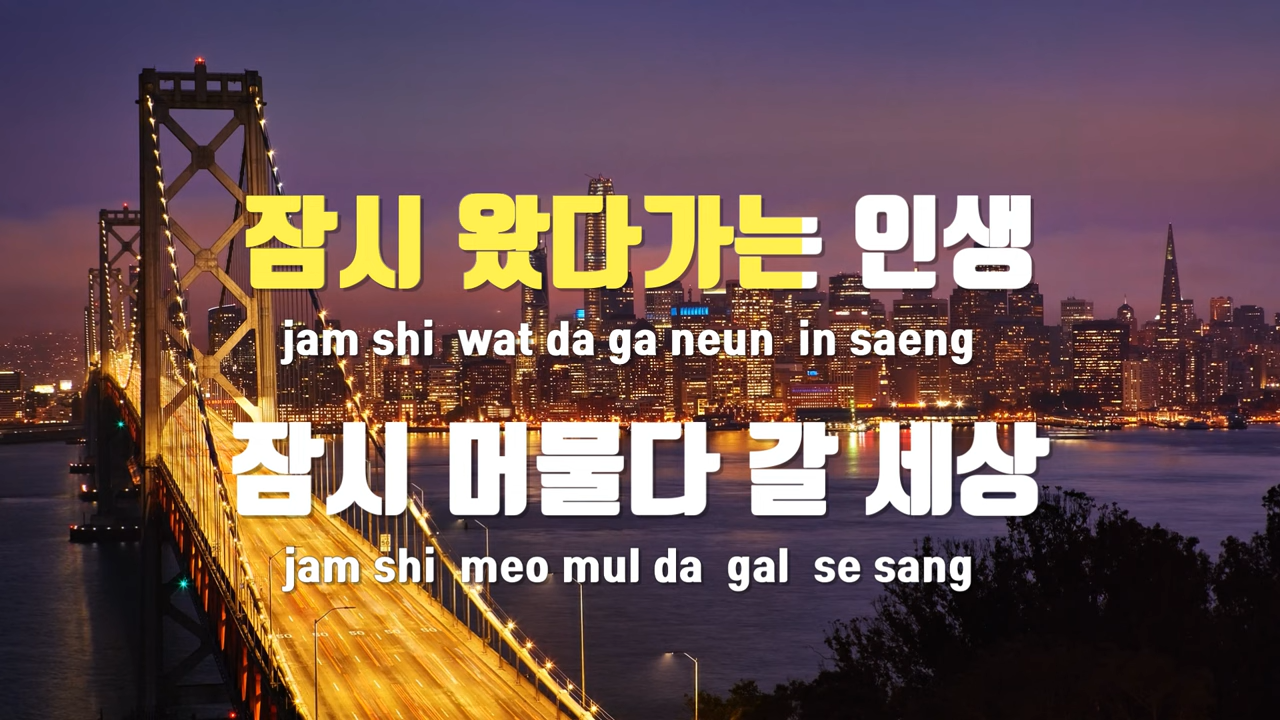 잠시 왔다가는 인생
jam shi wat da ga neun in saeng
잠시 머물다 갈 세상
jam shi meo mul da gal se sang